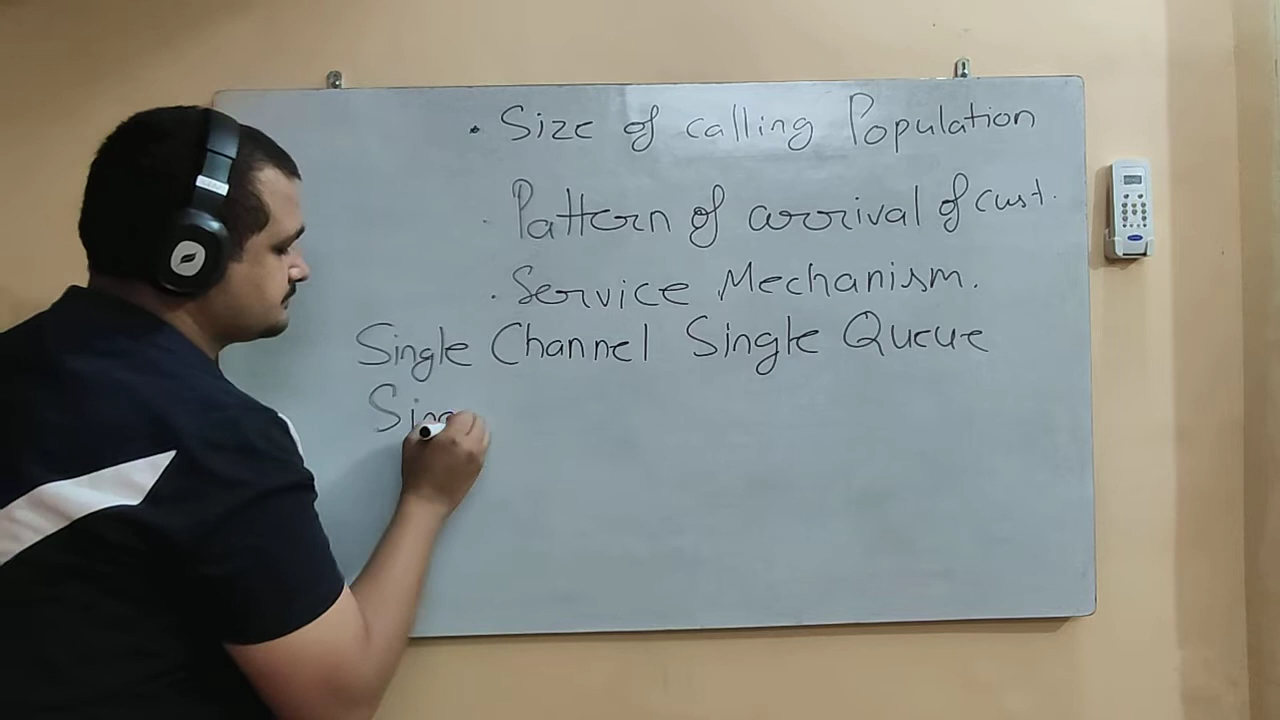 • Size of calling Population
· Pattern of arrival of cust.
· Service Mechanism.
Single Channel Single Queue